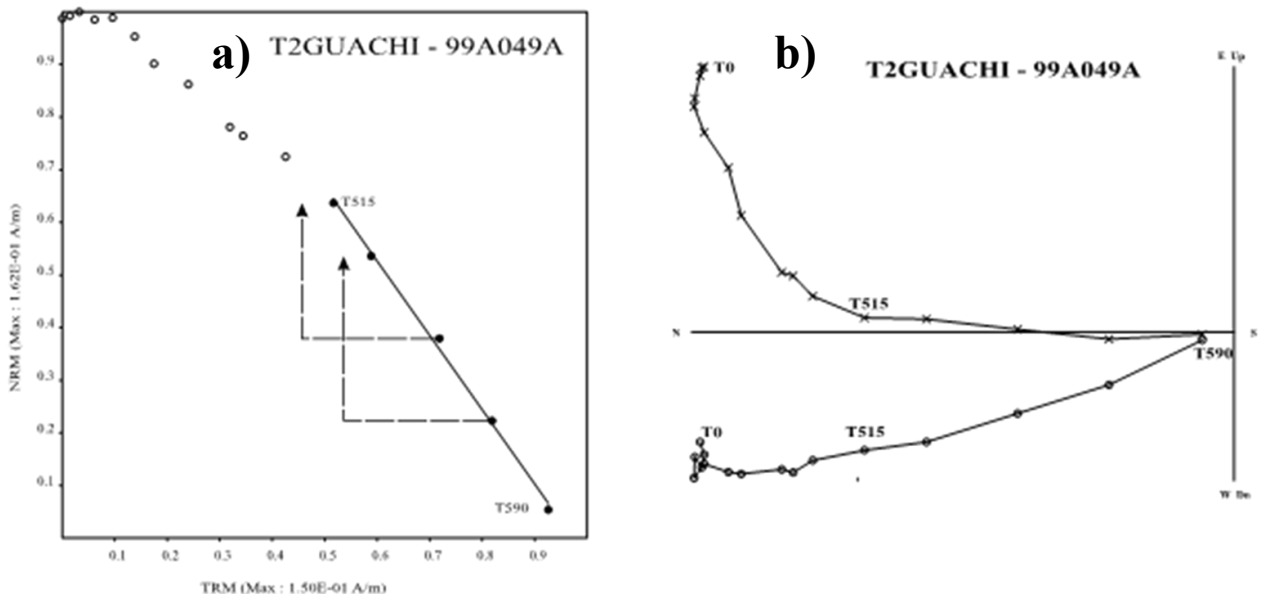 a) T2GUACHI - 99A049A
0.9
0.8
0.7
0.6
0.5
0.4
0.3
0.2
0.1
NRM (Max : 1.62E-01 A/m)
T515
T590
0.1 0.2 0.3 0.4 0.5 0.6 0.7 0.8 0.9
TRM (Max : 1.50E-01 A/m)
b) T2GUACHI - 99A049A
E Up
T0
T515
N
S
T590
T0
T515
W Dn